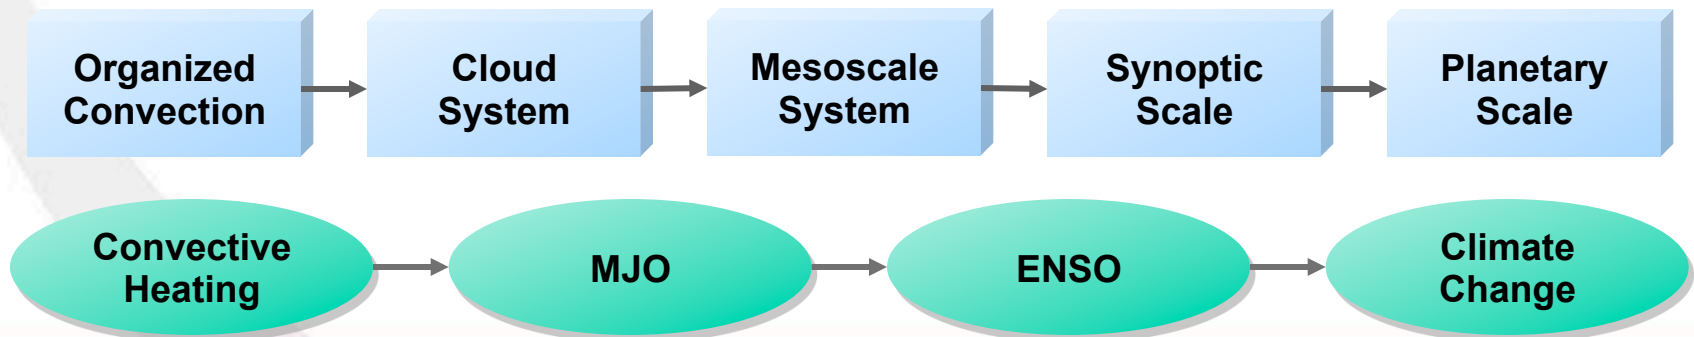 Organized
Convection
Cloud
System
Mesoscale
System
Synoptic
Scale
Planetary
Scale
Convective
Heating
MJO
ENSO
Climate
Change